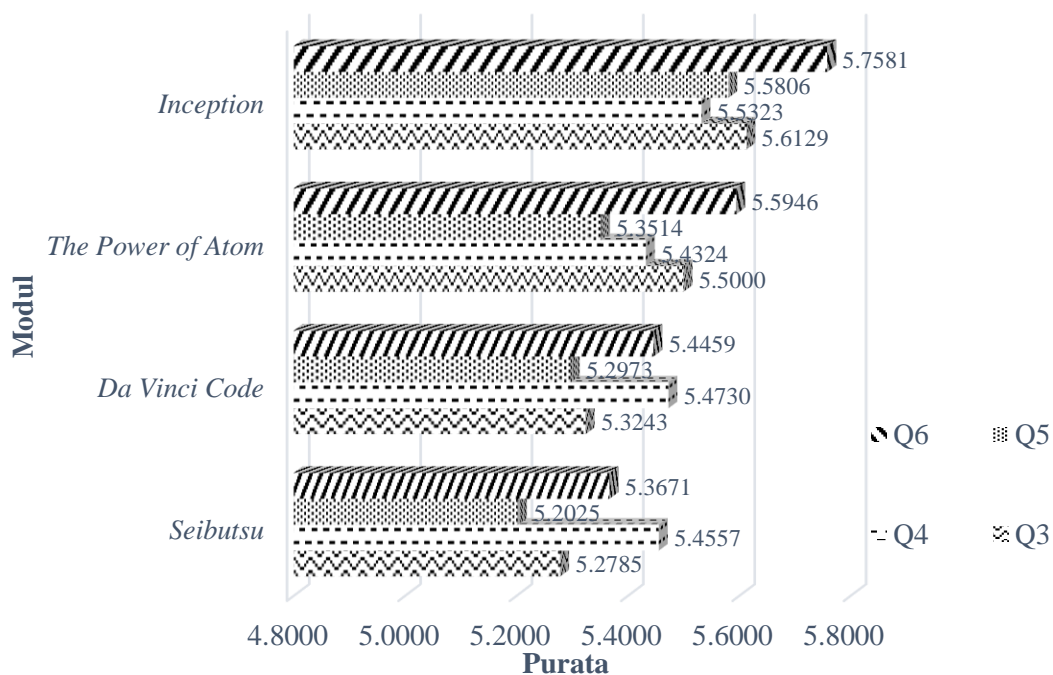 5.7581
5.5806
Inception
5.5323
5.6129
5.5946
5.3514
The Power of Atom
5.4324
5.5000
Modul
5.4459
5.2973
Da Vinci Code
5.4730
5.3243
Q6 Q5
5.3671
5.2025
Seibutsu
5.4557
Q4 Q3
5.2785
4.8000 5.0000 5.2000 5.4000 5.6000 5.8000
Purata